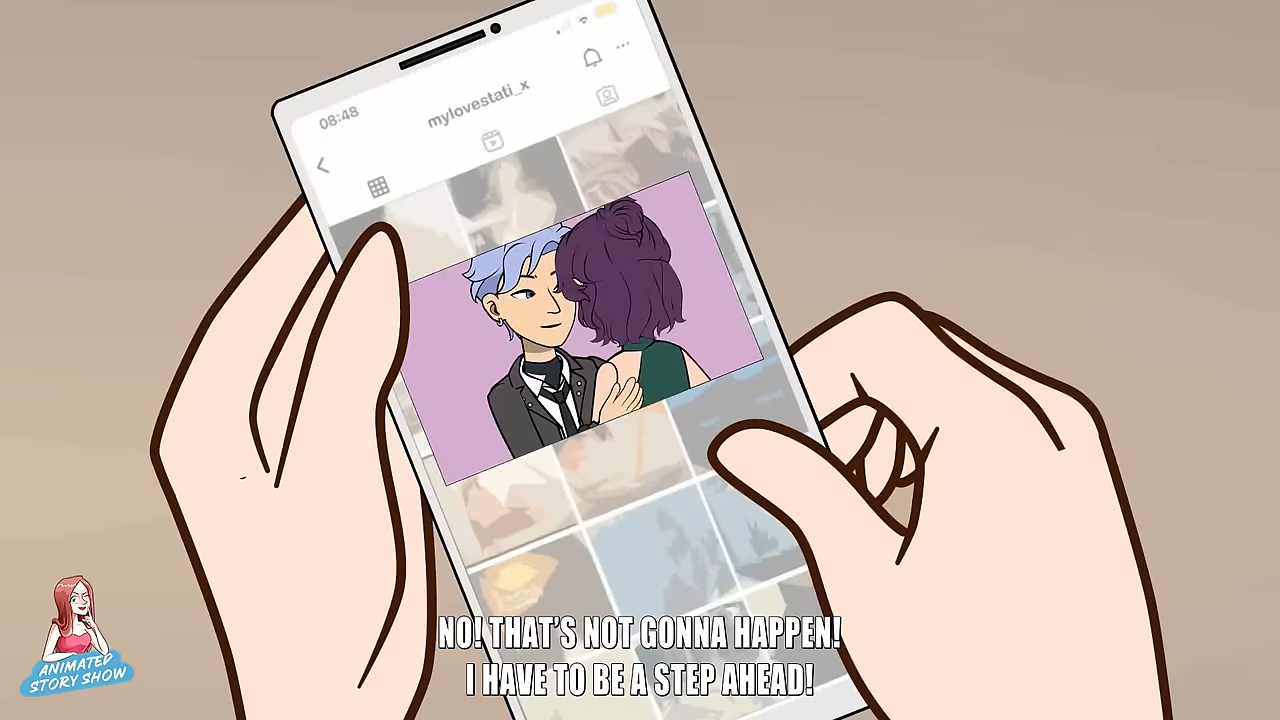 08:48
mylovestati_x
NO! THAT'S NOT GONNA HAPPEN!
I HAVE TO BE A STEP AHEAD!
ANIMATED
STORY SHOW